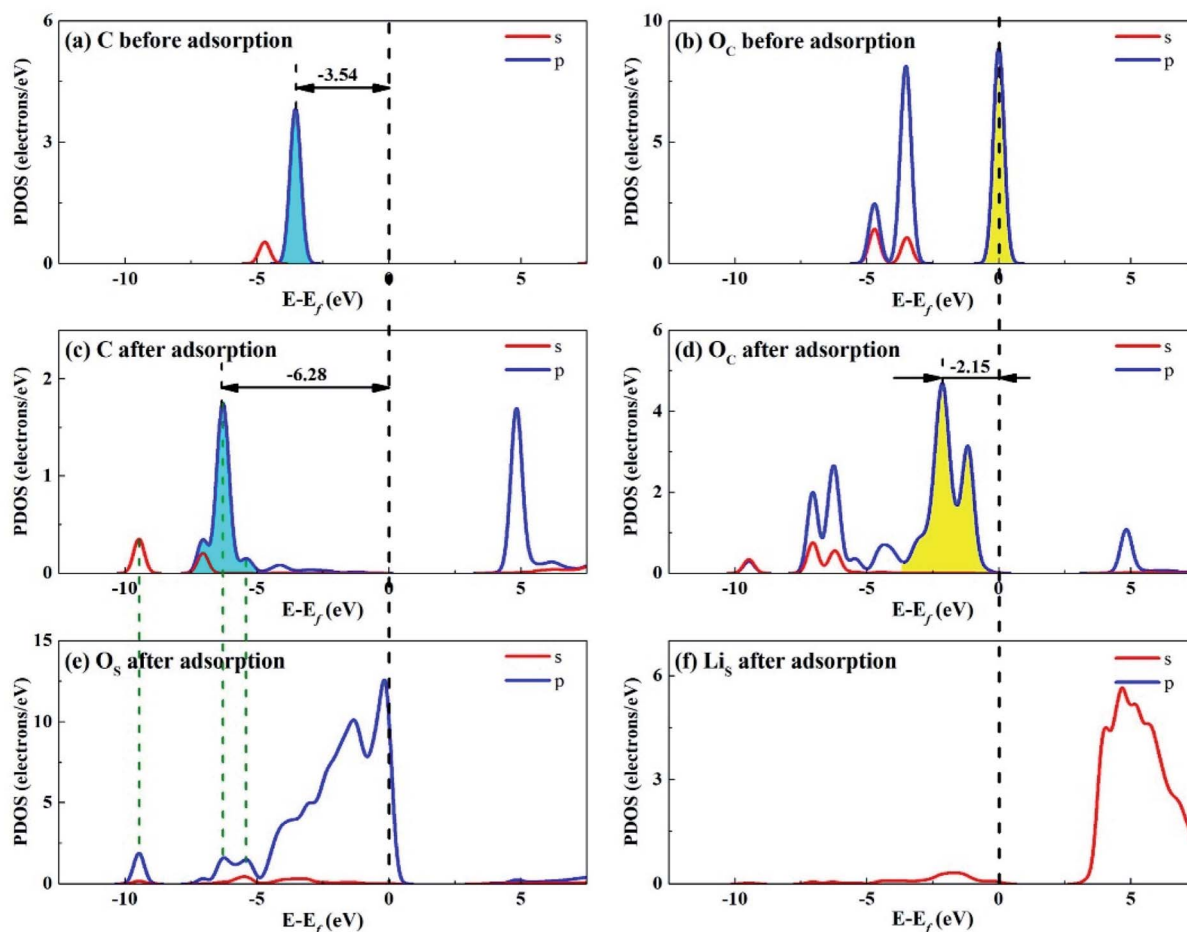 (a) C before adsorption
s
p
-3.54
6
3
0
PDOS (electrons/eV)
-10
-5
0
5
E-E_f (eV)
(b) O_C before adsorption
s
p
10
8
5
3
0
PDOS (electrons/eV)
-10
-5
0
5
E-E_f (eV)
(c) C after adsorption
s
p
-6.28
2
1
0
PDOS (electrons/eV)
-10
-5
0
5
E-E_f (eV)
(d) O_C after adsorption
s
p
-2.15
6
4
2
0
PDOS (electrons/eV)
-10
-5
0
5
E-E_f (eV)
(e) O_S after adsorption
s
p
15
10
5
0
PDOS (electrons/eV)
-10
-5
0
5
E-E_f (eV)
(f) Li_S after adsorption
s
p
6
3
0
PDOS (electrons/eV)
-10
-5
0
5
E-E_f (eV)